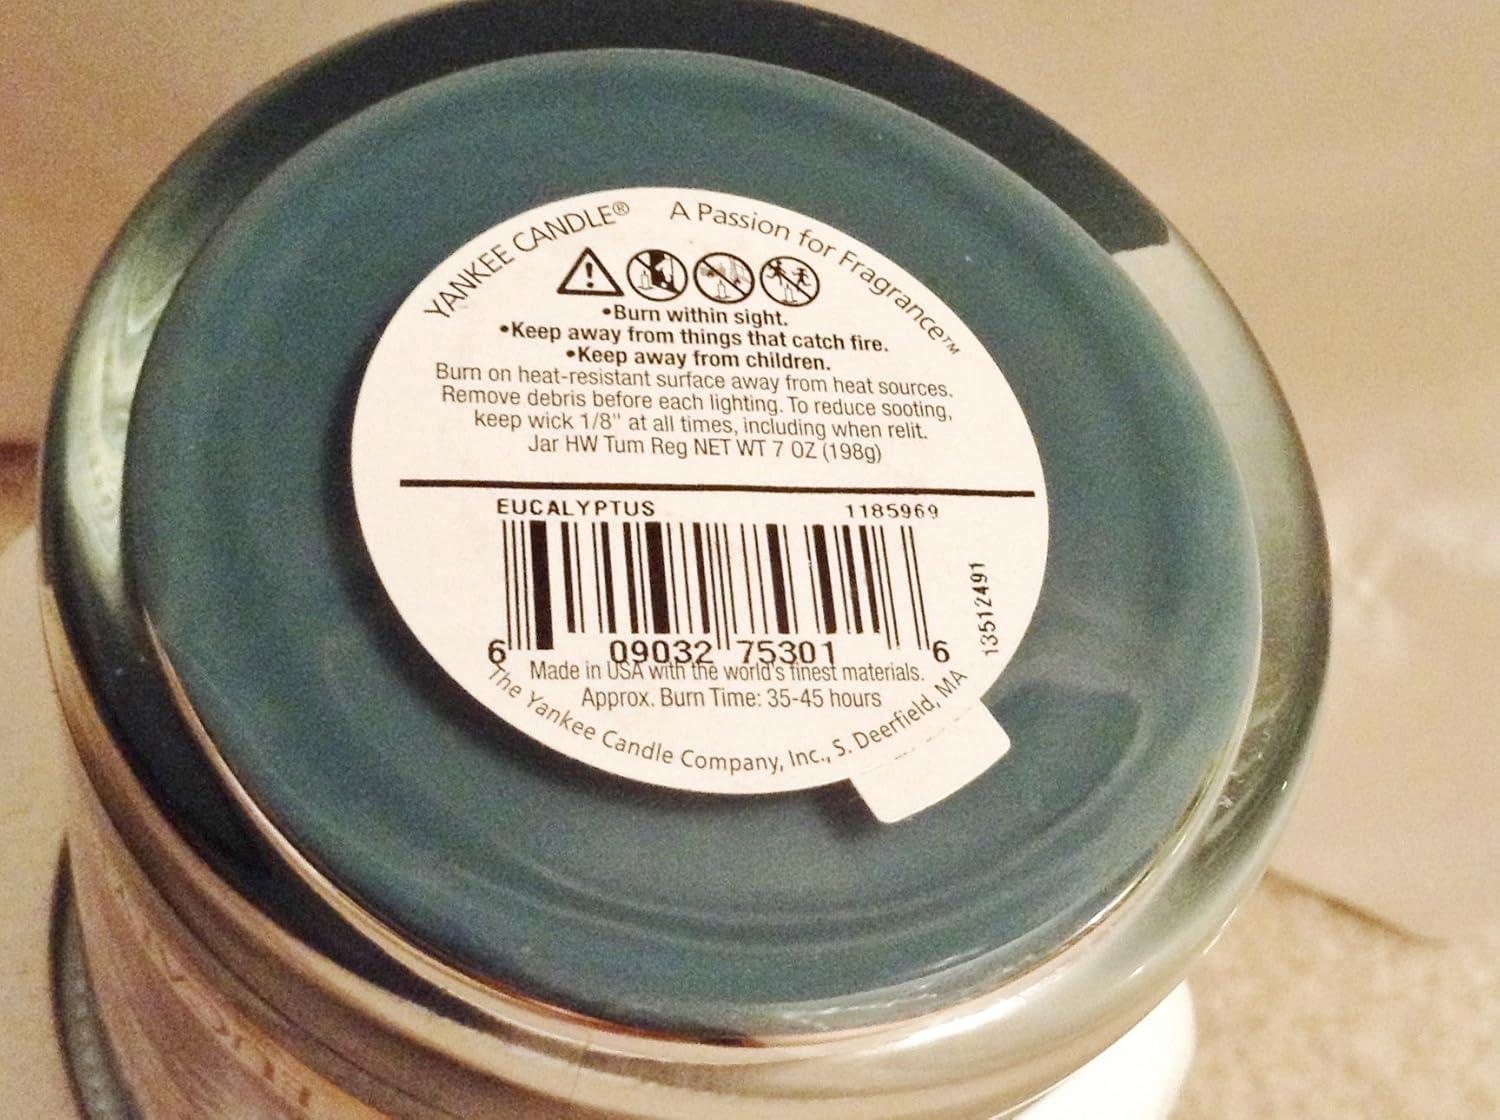 YANKEE CANDLE® A Passion for Fragrance™
•Burn within sight.
•Keep away from things that catch fire.
•Keep away from children.
Burn on heat-resistant surface away from heat sources.
Remove debris before each lighting. To reduce sooting,
keep wick 1/8" at all times, including when relit.
Jar HW Tum Reg NET WT 7 OZ (198g)
EUCALYPTUS 1185969
6 09032 75301 6
13512491
Made in USA with the world's finest materials.
Approx. Burn Time: 35-45 hours
The Yankee Candle Company, Inc., S. Deerfield, MA